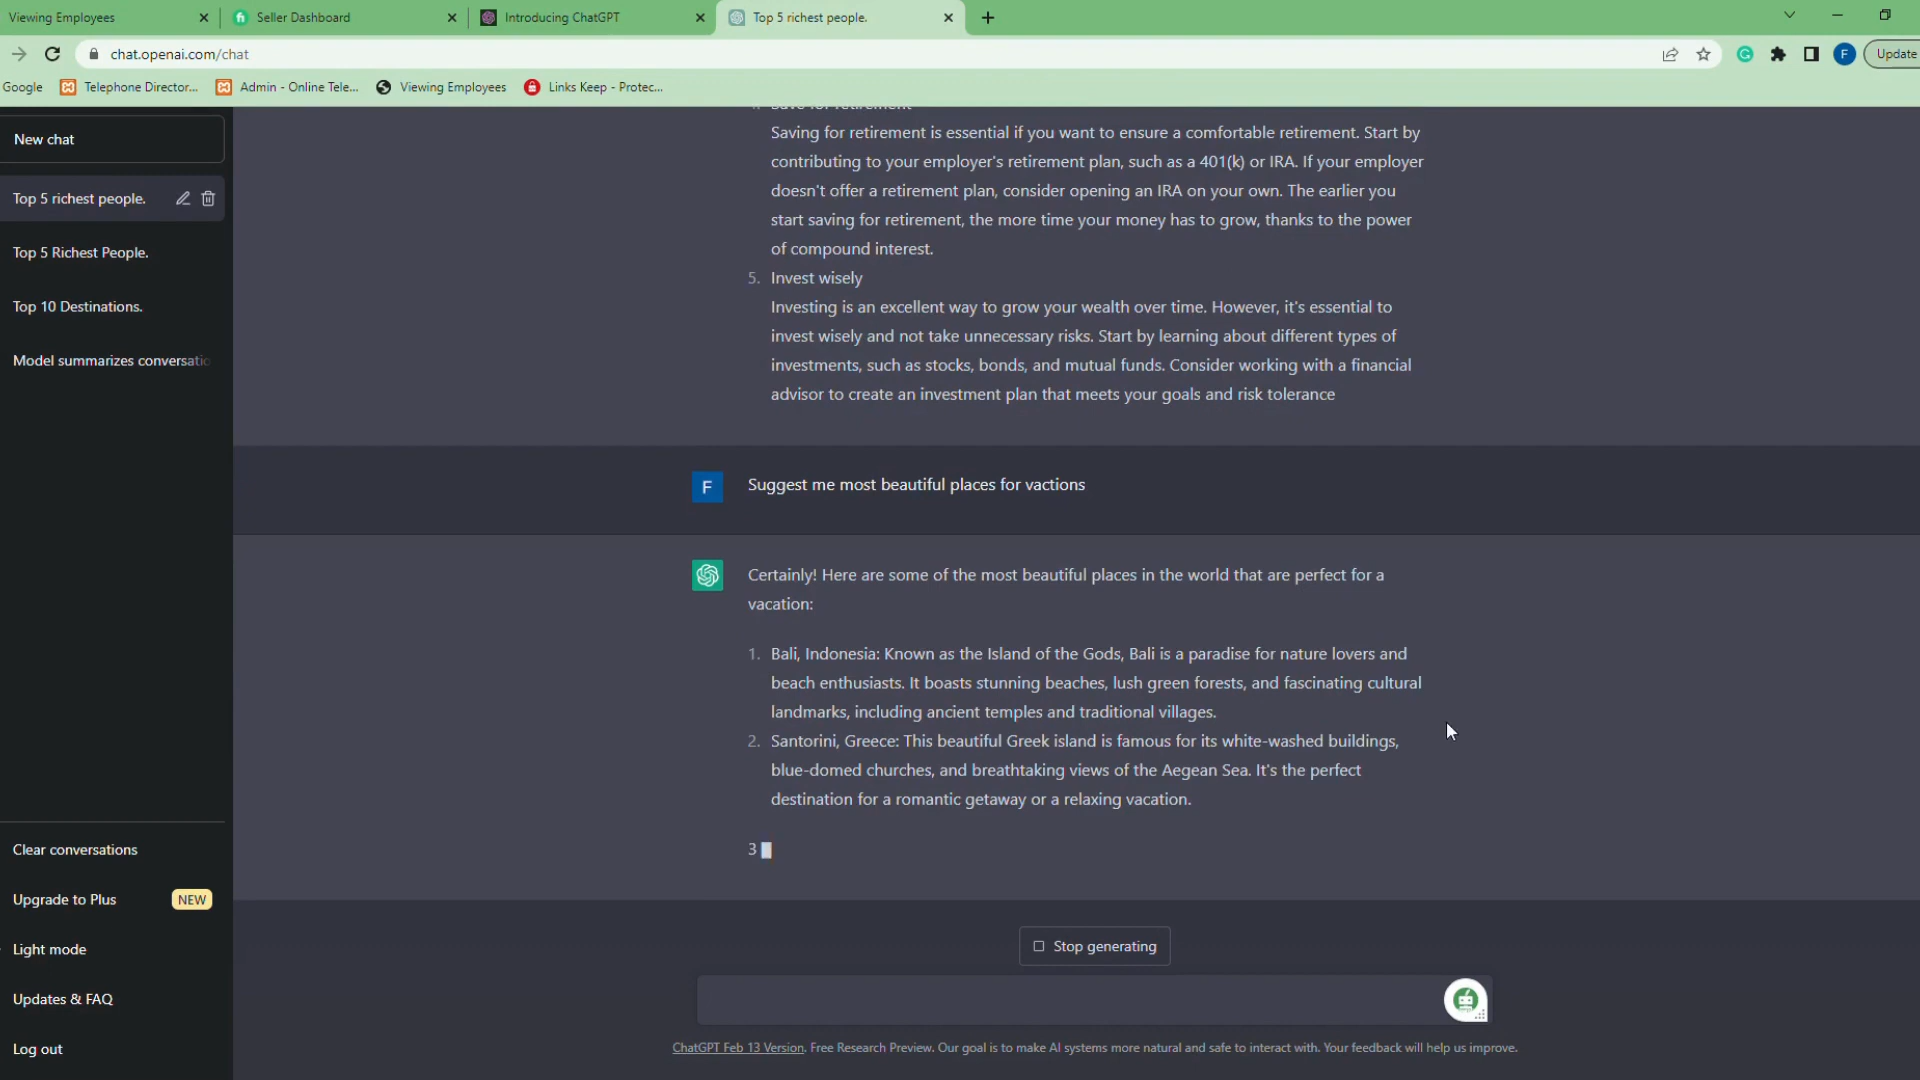 Viewing Employees
Seller Dashboard
Introducing ChatGPT
Top 5 richest people.
chat.openai.com/chat
F
Update
Google
Telephone Director...
Admin - Online Tele...
Viewing Employees
Links Keep - Protec...
New chat
Top 5 richest people.
Top 5 Richest People.
Top 10 Destinations.
Model summarizes conversatio
Clear conversations
Upgrade to Plus NEW
Light mode
Updates & FAQ
Log out
Save for retirement
Saving for retirement is essential if you want to ensure a comfortable retirement. Start by
contributing to your employer's retirement plan, such as a 401(k) or IRA. If your employer
doesn't offer a retirement plan, consider opening an IRA on your own. The earlier you
start saving for retirement, the more time your money has to grow, thanks to the power
of compound interest.
5. Invest wisely
Investing is an excellent way to grow your wealth over time. However, it's essential to
invest wisely and not take unnecessary risks. Start by learning about different types of
investments, such as stocks, bonds, and mutual funds. Consider working with a financial
advisor to create an investment plan that meets your goals and risk tolerance
F
Suggest me most beautiful places for vactions
Certainly! Here are some of the most beautiful places in the world that are perfect for a
vacation:
1. Bali, Indonesia: Known as the Island of the Gods, Bali is a paradise for nature lovers and
beach enthusiasts. It boasts stunning beaches, lush green forests, and fascinating cultural
landmarks, including ancient temples and traditional villages.
2. Santorini, Greece: This beautiful Greek island is famous for its white-washed buildings,
blue-domed churches, and breathtaking views of the Aegean Sea. It's the perfect
destination for a romantic getaway or a relaxing vacation.
3
Stop generating
ChatGPT Feb 13 Version. Free Research Preview. Our goal is to make AI systems more natural and safe to interact with. Your feedback will help us improve.